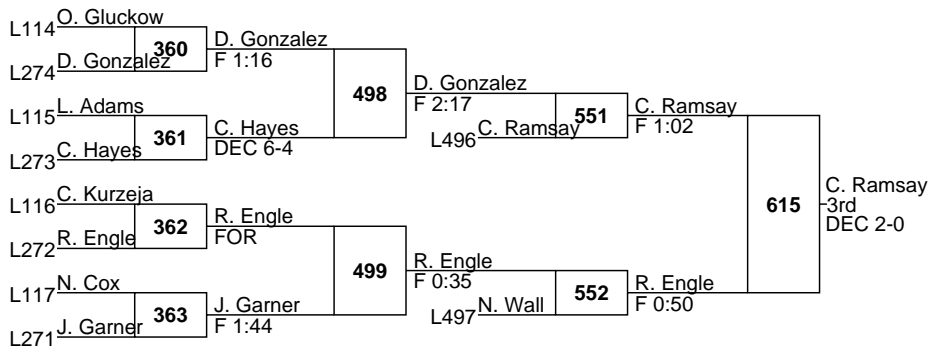 O. Gluckow
L114
360
D. Gonzalez
F 1:16
L274
D. Gonzalez
498
D. Gonzalez
F 2:17
L115
L. Adams
361
C. Hayes
DEC 6-4
L273
C. Hayes
551
C. Ramsay
F 1:02
L496
C. Ramsay
L116
C. Kurzeja
362
R. Engle
FOR
L272
R. Engle
615
C. Ramsay
3rd
DEC 2-0
499
R. Engle
F 0:35
L117
N. Cox
363
J. Garner
F 1:44
L271
J. Garner
552
R. Engle
F 0:50
L497
N. Wall